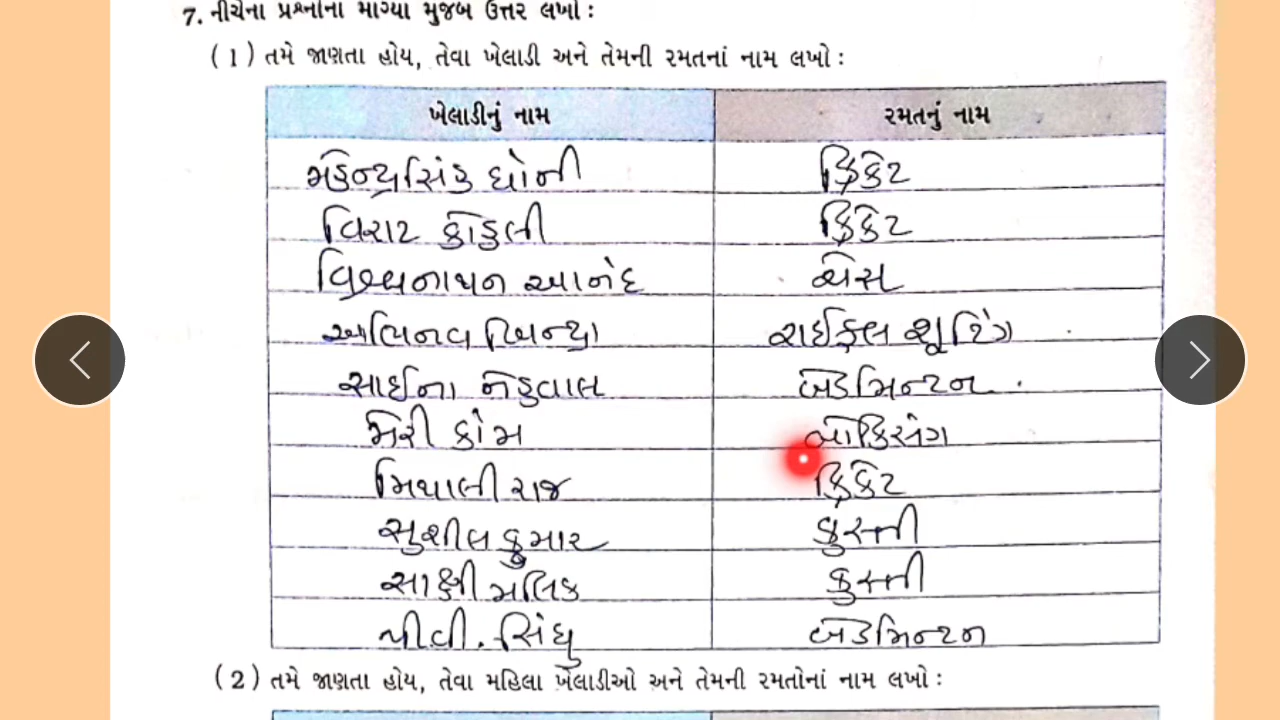 7. નીચેના પ્રશ્નોના માગ્યા મુજબ ઉત્તર લખો :
(1) તમે જાણતા હોય, તેવા ખેલાડી અને તેમની રમતનાં નામ લખો :
ખેલાડીનું નામ રમતનું નામ
મહેન્દ્રસિંહ ધોની ક્રિકેટ
વિરાટ કોહલી ક્રિકેટ
વિશ્વનાથન આનંદ ચેસ
અભિનવ બિન્દ્રા રાઈફલ શૂટિંગ
સાઈના નેહવાલ બેડમિન્ટન
મેરી કોમ બોક્સિંગ
મિથાલી રાજ ક્રિકેટ
સુશીલ કુમાર કુસ્તી
સાક્ષી મલિક કુસ્તી
પી.વી. સિંધુ બેડમિન્ટન
(2) તમે જાણતા હોય, તેવા મહિલા ખેલાડીઓ અને તેમની રમતોનાં નામ લખો :